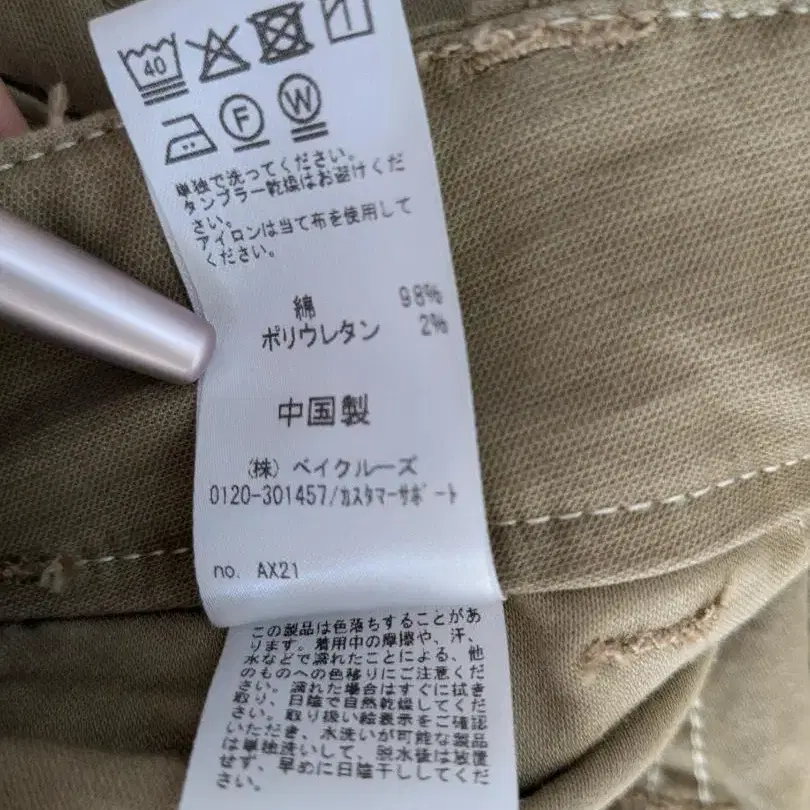 40
F W
単独で洗ってください。
タンブラー乾燥はお避けくだ
さい。
アイロンは当て布を使用して
ください。
綿 98%
ポリウレタン 2%
中国製
(株) ベイクルーズ
0120-301457/ｶｽﾀﾏｰｻﾎﾟｰﾄ
no. AX21
この製品は色落ちすることがあ
ります。着用中の摩擦や、汗、
水などで濡れたことによる、他
のものへの色移りにご注意くだ
さい。濡れた場合はすぐに拭き
取り、日陰で自然乾燥してくだ
さい。取り扱い絵表示をご確認
いただき、水洗いが可能な製品
は単独洗いして、脱水後は放置
せず、早めに日陰干ししてくだ
さい。